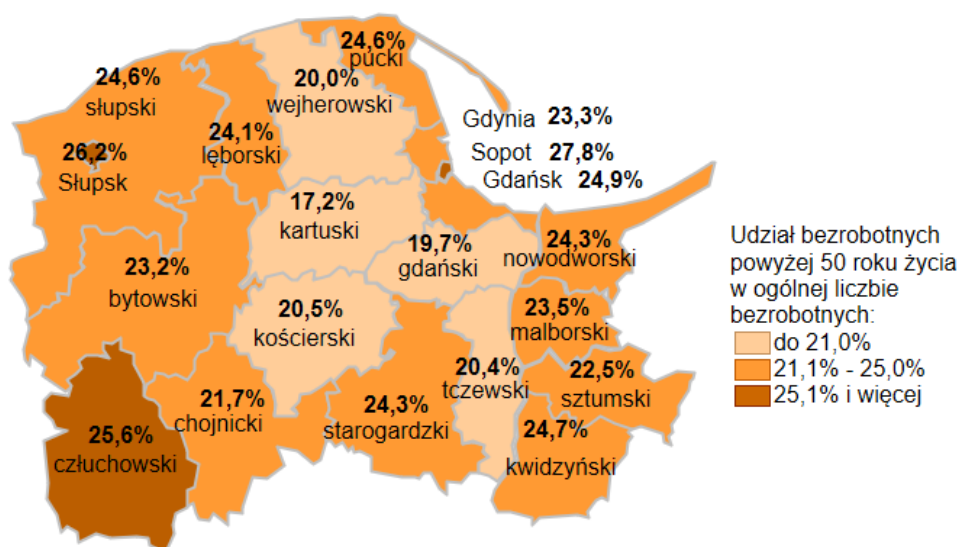 24,6%
pucki
24,6%
słupski
20,0%
wejherowski
Gdynia 23,3%
24,1%
lęborski
26,2%
Słupsk
Sopot 27,8%
Gdańsk 24,9%
17,2%
kartuski
19,7%
gdański
24,3%
nowodworski
23,2%
bytowski
20,5%
kościerski
23,5%
malborski
20,4%
tczewski
22,5%
sztumski
21,7%
chojnicki
24,3%
starogardzki
24,7%
kwidzyński
25,6%
człuchowski
Udział bezrobotnych
powyżej 50 roku życia
w ogólnej liczbie
bezrobotnych:
do 21,0%
21,1% - 25,0%
25,1% i więcej